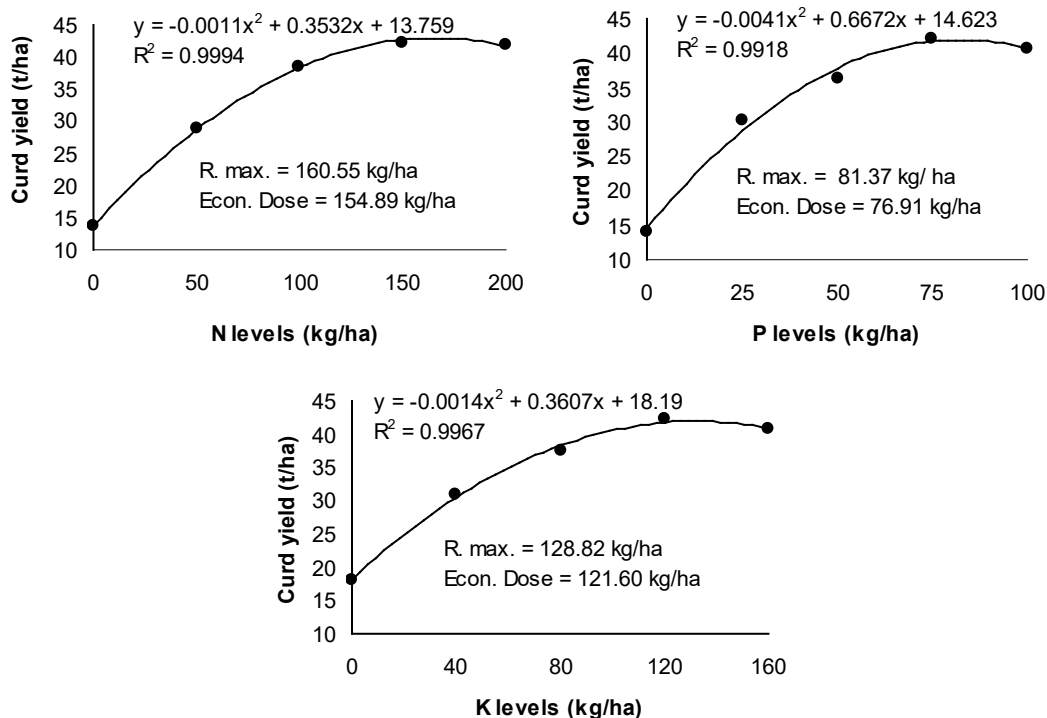 y = -0.0011x² + 0.3532x + 13.759
R² = 0.9994
45
40
35
30
25
20
15
10
Curd yield (t/ha)
R. max. = 160.55 kg/ha
Econ. Dose = 154.89 kg/ha
0 50 100 150 200
N levels (kg/ha)
y = -0.0041x² + 0.6672x + 14.623
R² = 0.9918
45
40
35
30
25
20
15
10
Curd yield (t/ha)
R. max. = 81.37 kg/ ha
Econ. Dose = 76.91 kg/ha
0 25 50 75 100
P levels (kg/ha)
y = -0.0014x² + 0.3607x + 18.19
R² = 0.9967
45
40
35
30
25
20
15
10
Curd yield (t/ha)
R. max. = 128.82 kg/ha
Econ. Dose = 121.60 kg/ha
0 40 80 120 160
K levels (kg/ha)